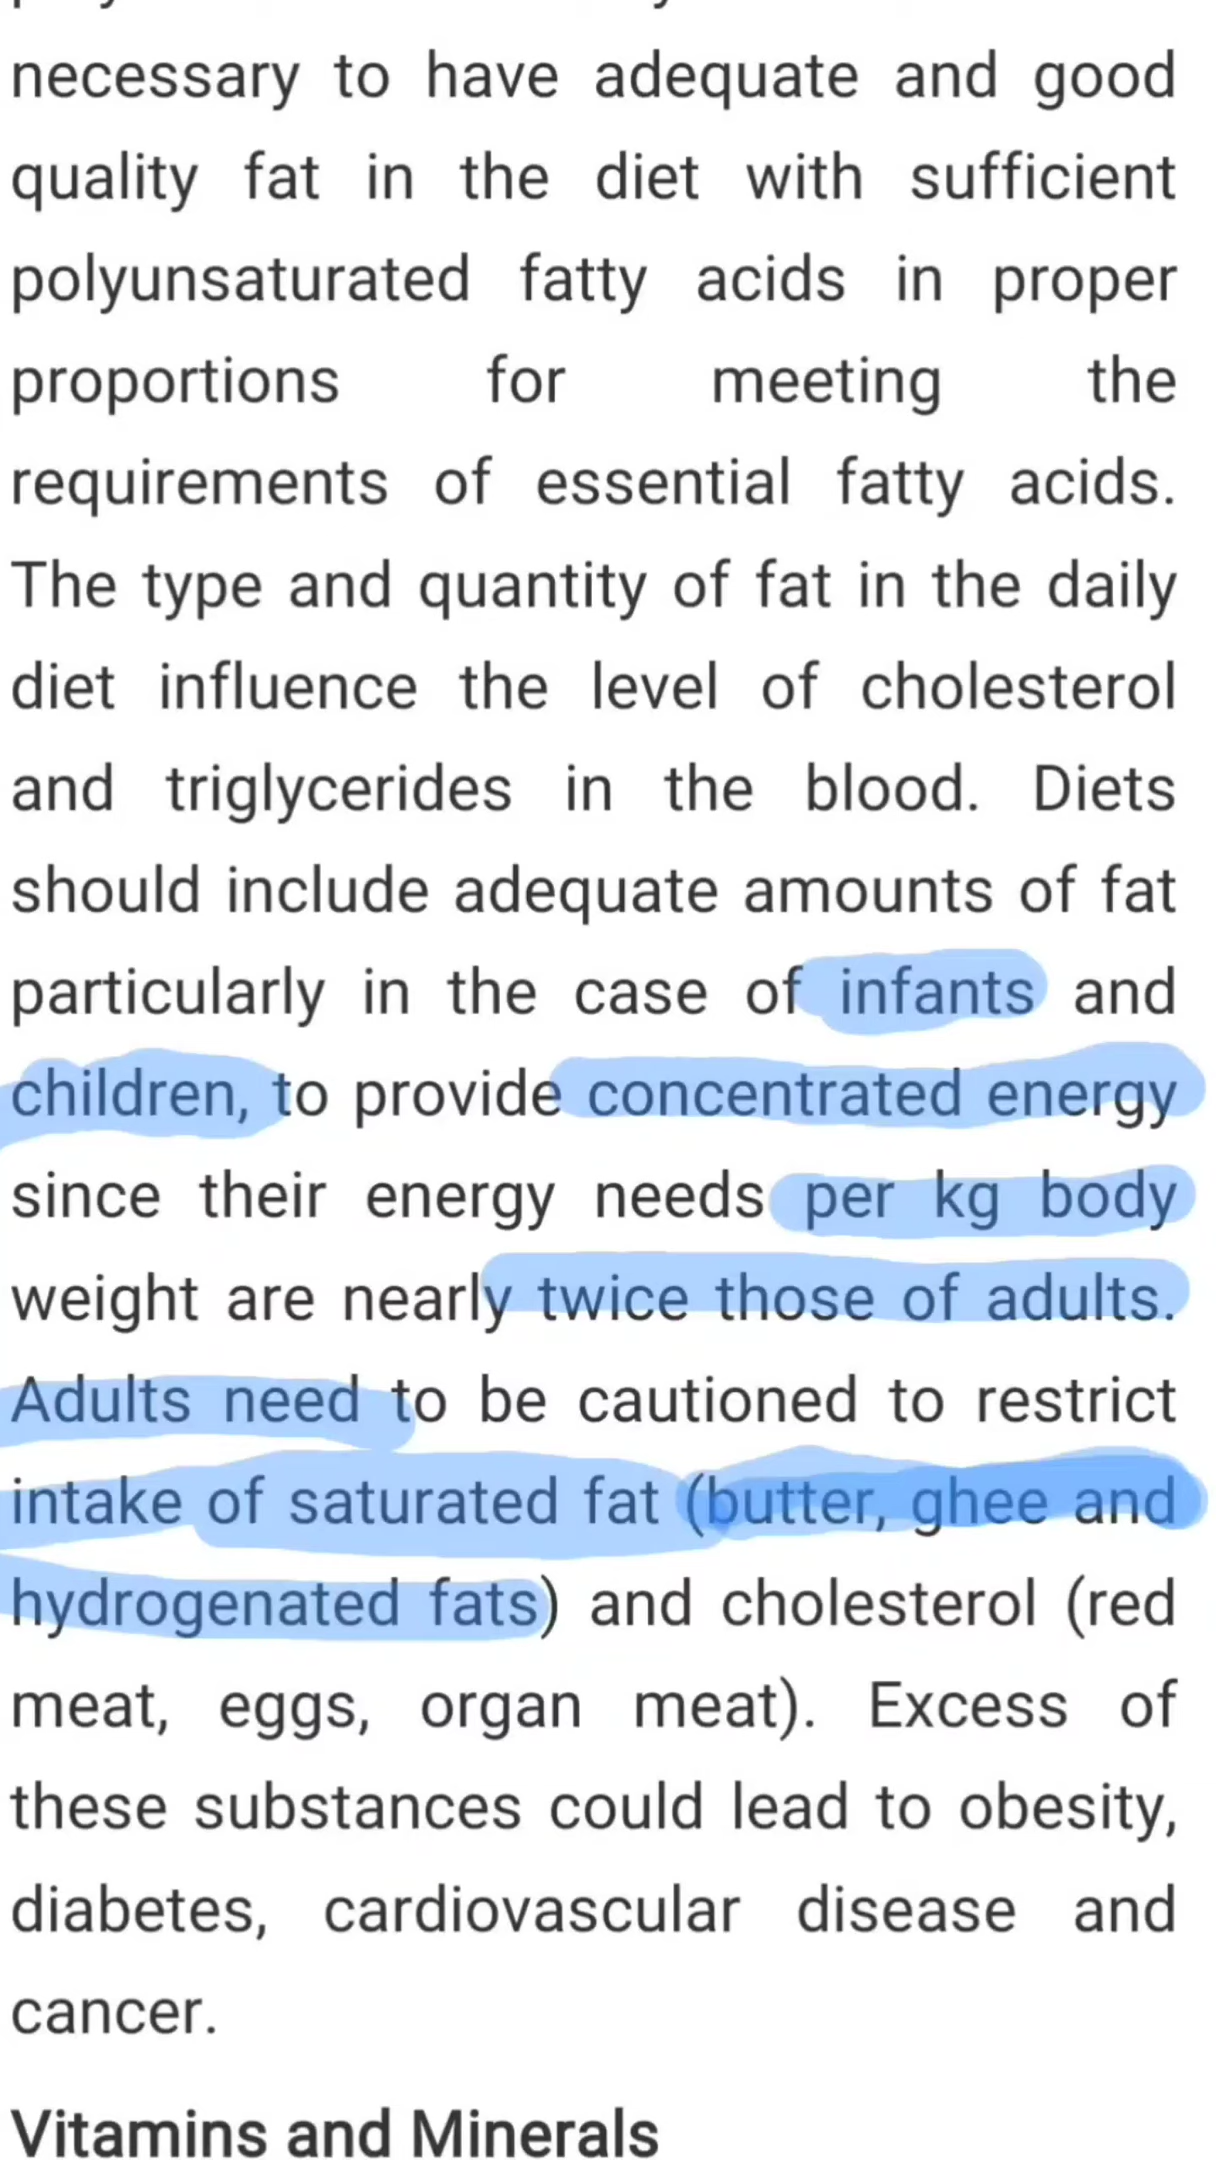 necessary to have adequate and good
quality fat in the diet with sufficient
polyunsaturated fatty acids in proper
proportions for meeting the
requirements of essential fatty acids.
The type and quantity of fat in the daily
diet influence the level of cholesterol
and triglycerides in the blood. Diets
should include adequate amounts of fat
particularly in the case of infants and
children, to provide concentrated energy
since their energy needs per kg body
weight are nearly twice those of adults.
Adults need to be cautioned to restrict
intake of saturated fat (butter, ghee and
hydrogenated fats) and cholesterol (red
meat, eggs, organ meat). Excess of
these substances could lead to obesity,
diabetes, cardiovascular disease and
cancer.
Vitamins and Minerals